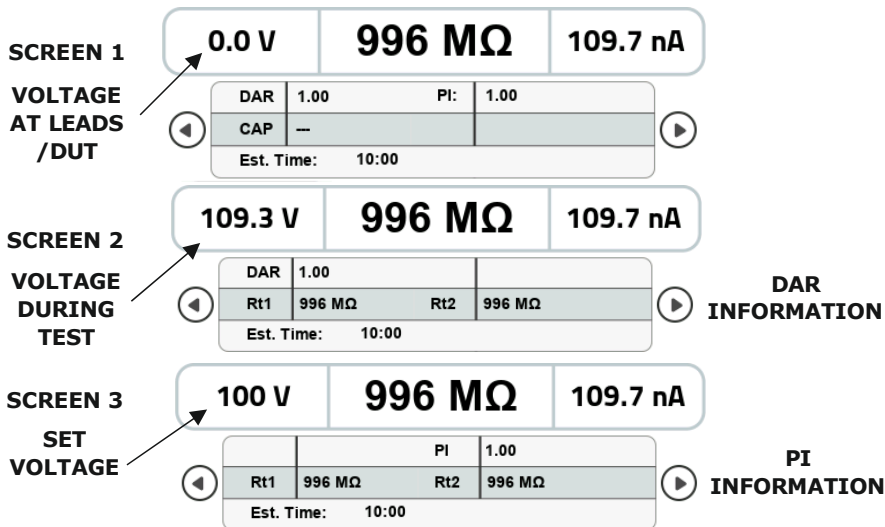 SCREEN 1
VOLTAGE
AT LEADS
/DUT
0.0 V 996 MΩ 109.7 nA
DAR 1.00 PI: 1.00
CAP ---
Est. Time: 10:00
SCREEN 2
VOLTAGE
DURING
TEST
109.3 V 996 MΩ 109.7 nA
DAR 1.00
Rt1 996 MΩ Rt2 996 MΩ
Est. Time: 10:00
DAR
INFORMATION
SCREEN 3
SET
VOLTAGE
100 V 996 MΩ 109.7 nA
PI 1.00
Rt1 996 MΩ Rt2 996 MΩ
Est. Time: 10:00
PI
INFORMATION